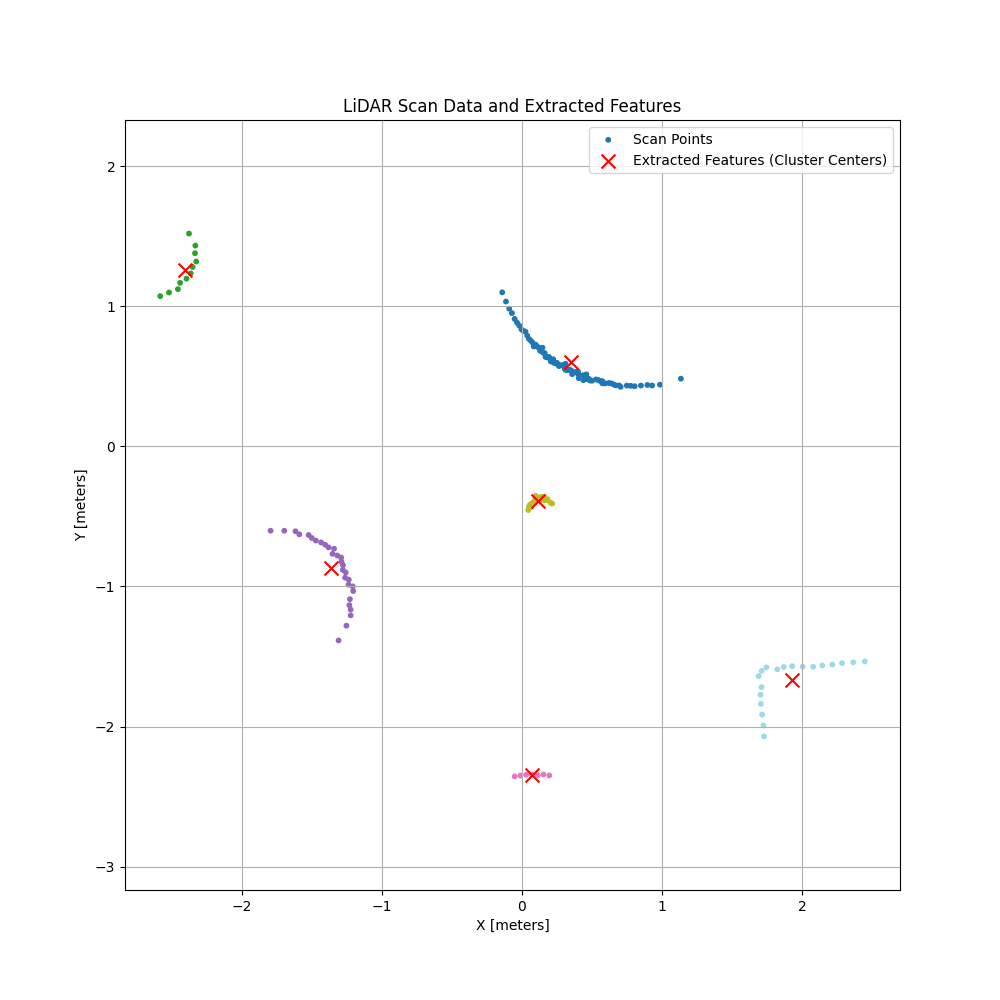 LiDAR Scan Data and Extracted Features
Scan Points
Extracted Features (Cluster Centers)
2
1
0
−1
−2
−3
Y [meters]
−2
−1
0
1
2
X [meters]